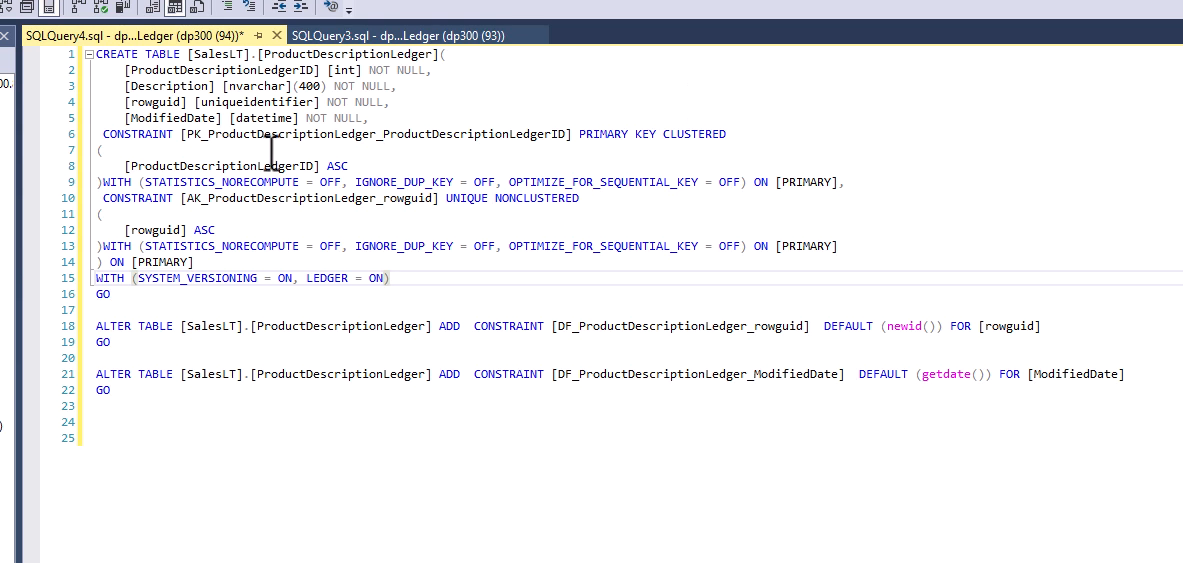 SQLQuery4.sql - dp...Ledger (dp300 (94))* SQLQuery3.sql - dp...Ledger (dp300 (93))
1 CREATE TABLE [SalesLT].[ProductDescriptionLedger](
2 [ProductDescriptionLedgerID] [int] NOT NULL,
3 [Description] [nvarchar](400) NOT NULL,
4 [rowguid] [uniqueidentifier] NOT NULL,
5 [ModifiedDate] [datetime] NOT NULL,
6 CONSTRAINT [PK_ProductDescriptionLedger_ProductDescriptionLedgerID] PRIMARY KEY CLUSTERED
7 (
8 [ProductDescriptionLedgerID] ASC
9 )WITH (STATISTICS_NORECOMPUTE = OFF, IGNORE_DUP_KEY = OFF, OPTIMIZE_FOR_SEQUENTIAL_KEY = OFF) ON [PRIMARY],
10 CONSTRAINT [AK_ProductDescriptionLedger_rowguid] UNIQUE NONCLUSTERED
11 (
12 [rowguid] ASC
13 )WITH (STATISTICS_NORECOMPUTE = OFF, IGNORE_DUP_KEY = OFF, OPTIMIZE_FOR_SEQUENTIAL_KEY = OFF) ON [PRIMARY]
14 ) ON [PRIMARY]
15 WITH (SYSTEM_VERSIONING = ON, LEDGER = ON)
16 GO
17
18 ALTER TABLE [SalesLT].[ProductDescriptionLedger] ADD CONSTRAINT [DF_ProductDescriptionLedger_rowguid] DEFAULT (newid()) FOR [rowguid]
19 GO
20
21 ALTER TABLE [SalesLT].[ProductDescriptionLedger] ADD CONSTRAINT [DF_ProductDescriptionLedger_ModifiedDate] DEFAULT (getdate()) FOR [ModifiedDate]
22 GO
23
24
25